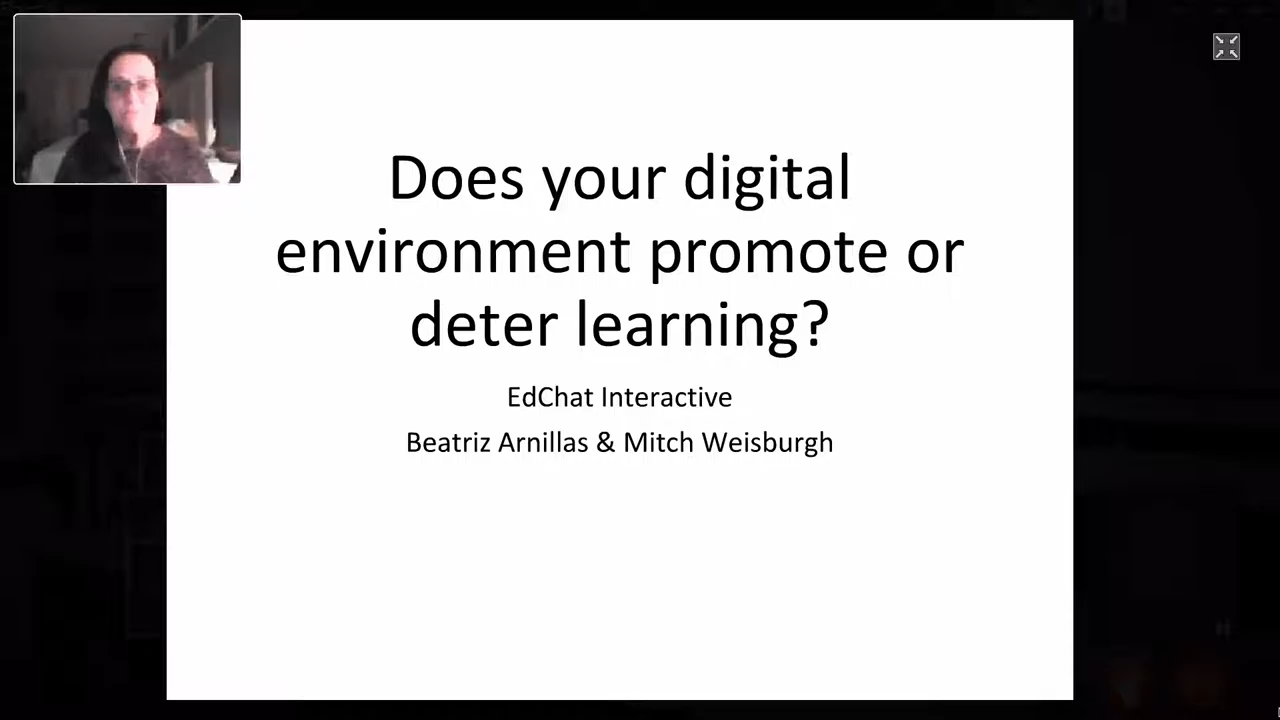 Does your digital
environment promote or
deter learning?
EdChat Interactive
Beatriz Arnillas & Mitch Weisburgh